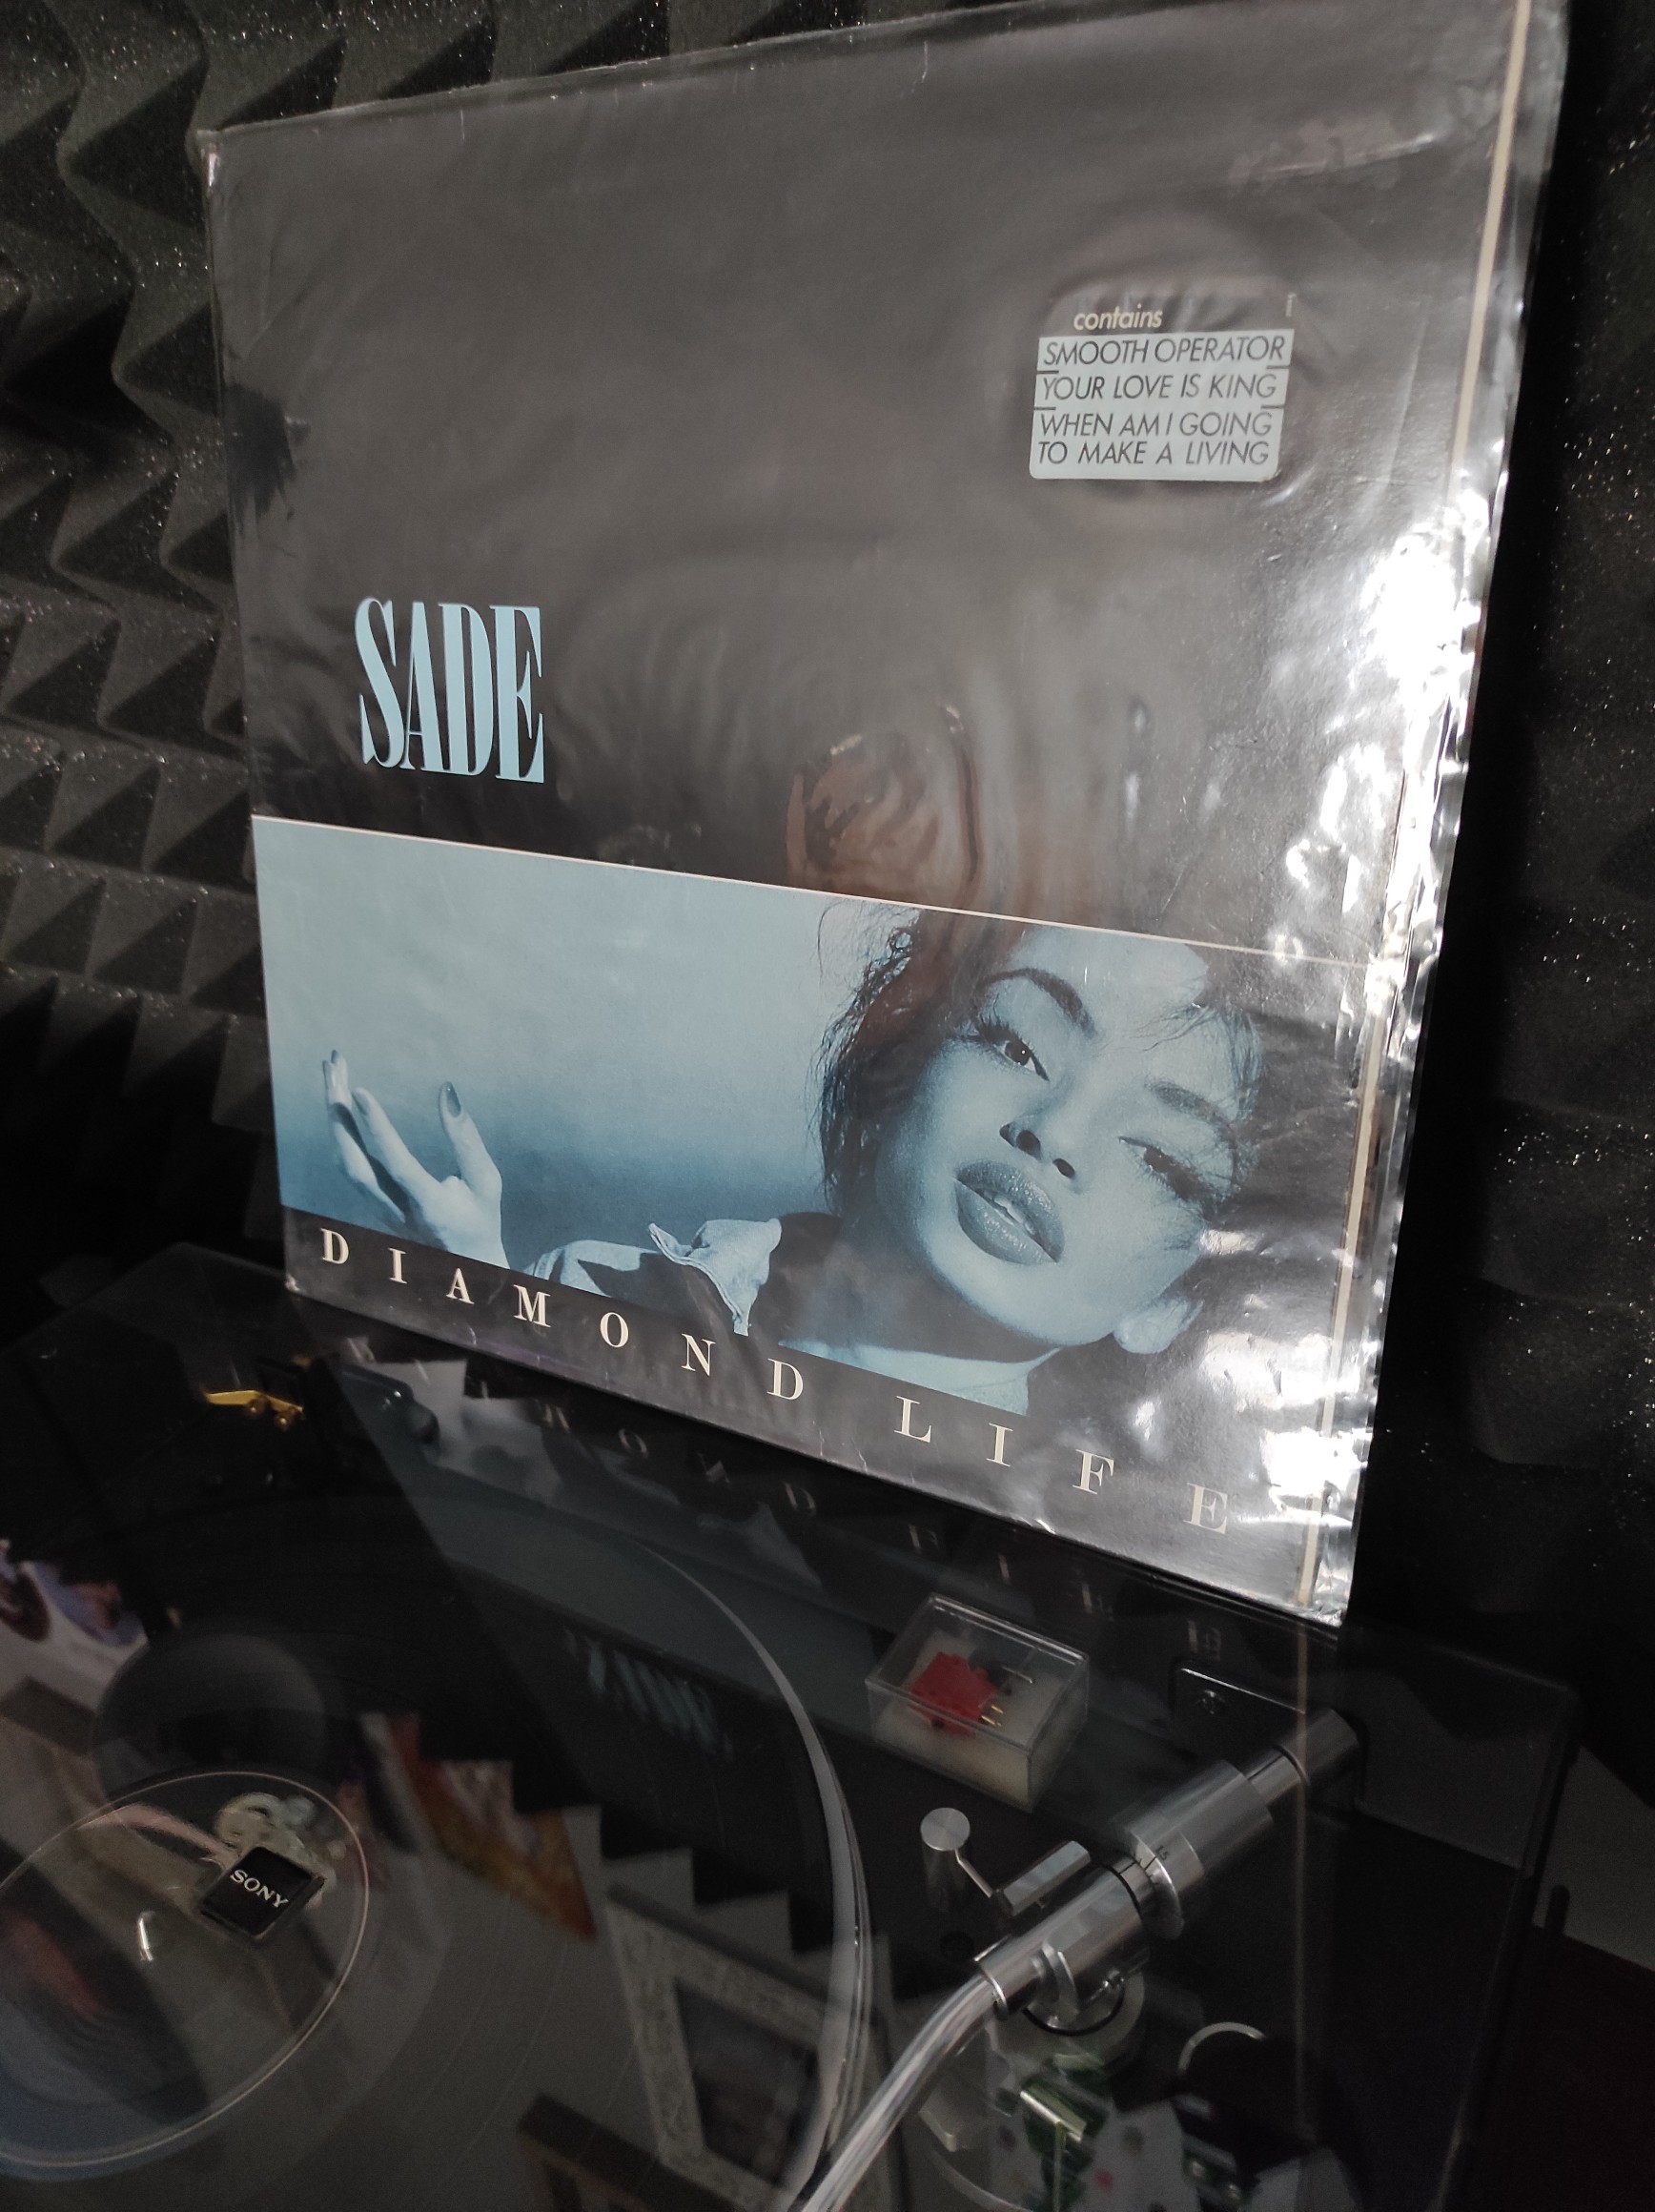 contains
SMOOTH OPERATOR
YOUR LOVE IS KING
WHEN AM I GOING
TO MAKE A LIVING
SADE
DIAMOND LIFE
SONY